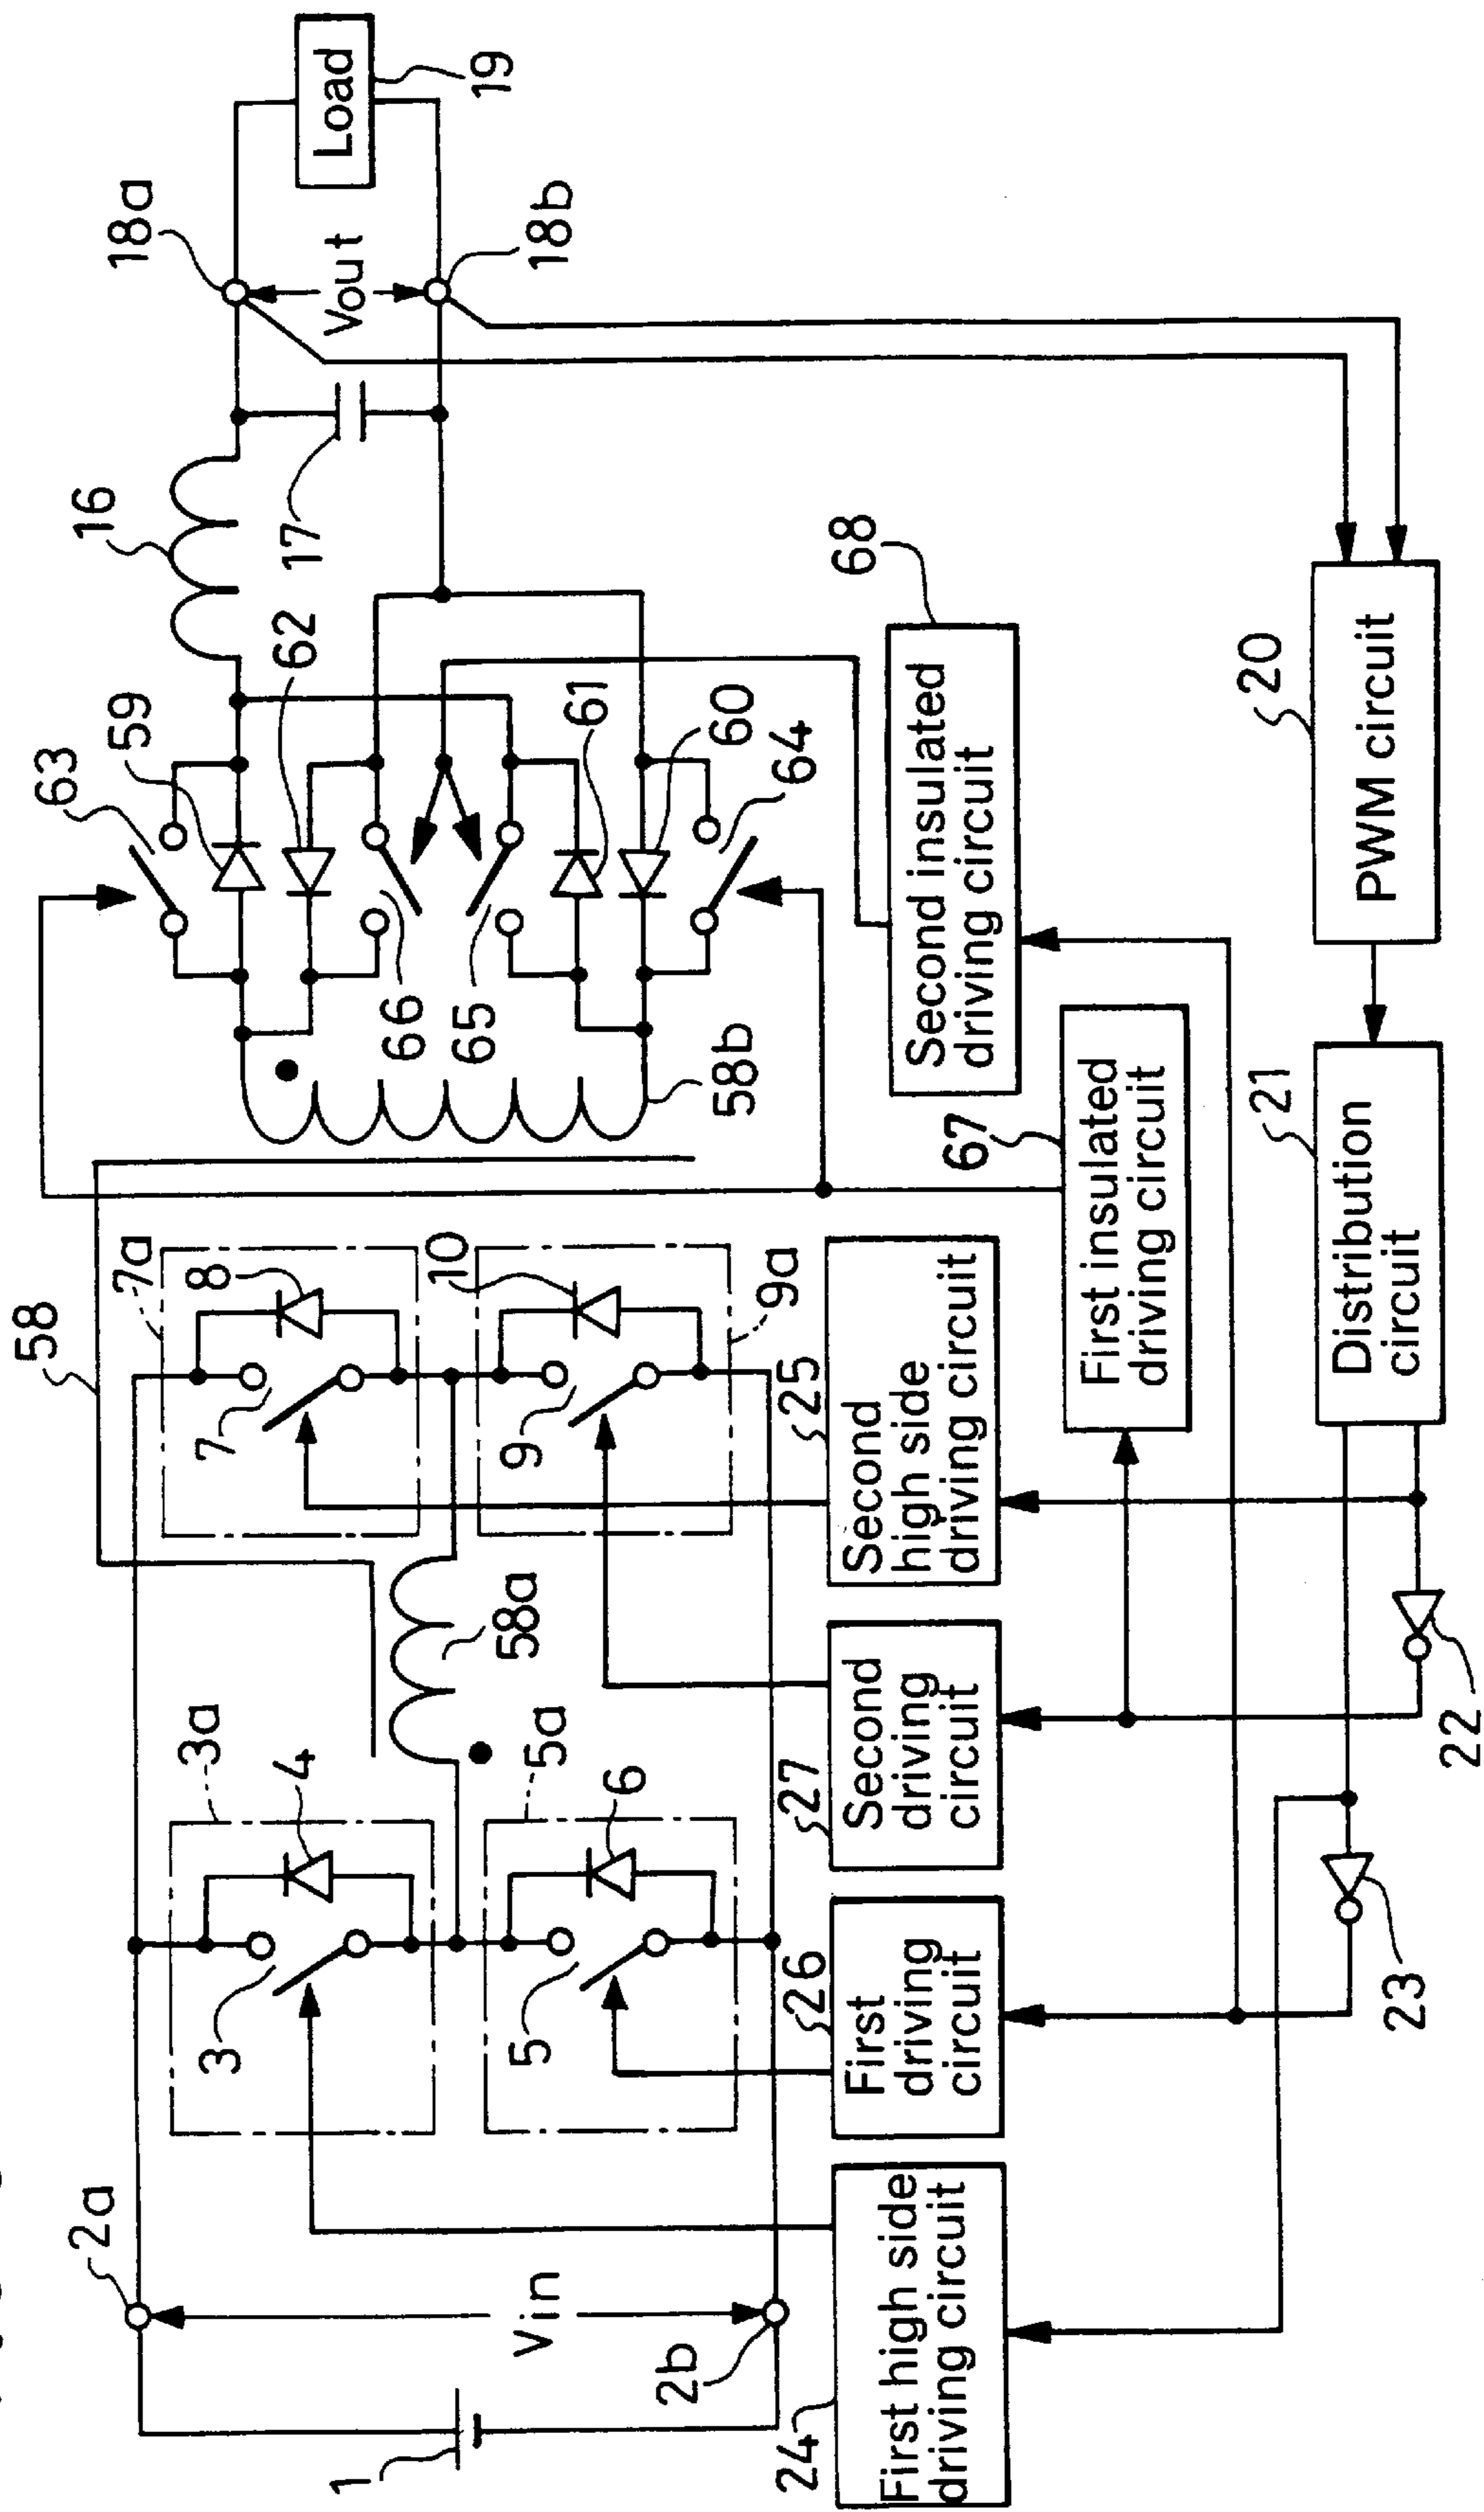 58
63
59
62
16
18a
Load
19
Vout
18b
17
2a
3a
7a
4
8
3
7
10
66
65
61
60
64
58b
68
1
Vin
2b
5a
58a
6
5
9
9a
24
First high side
driving circuit
26
First
driving
circuit
27
Second
driving
circuit
25
Second
high side
driving circuit
67
First insulated
driving circuit
Second insulated
driving circuit
23
22
21
Distribution
circuit
20
PWM circuit